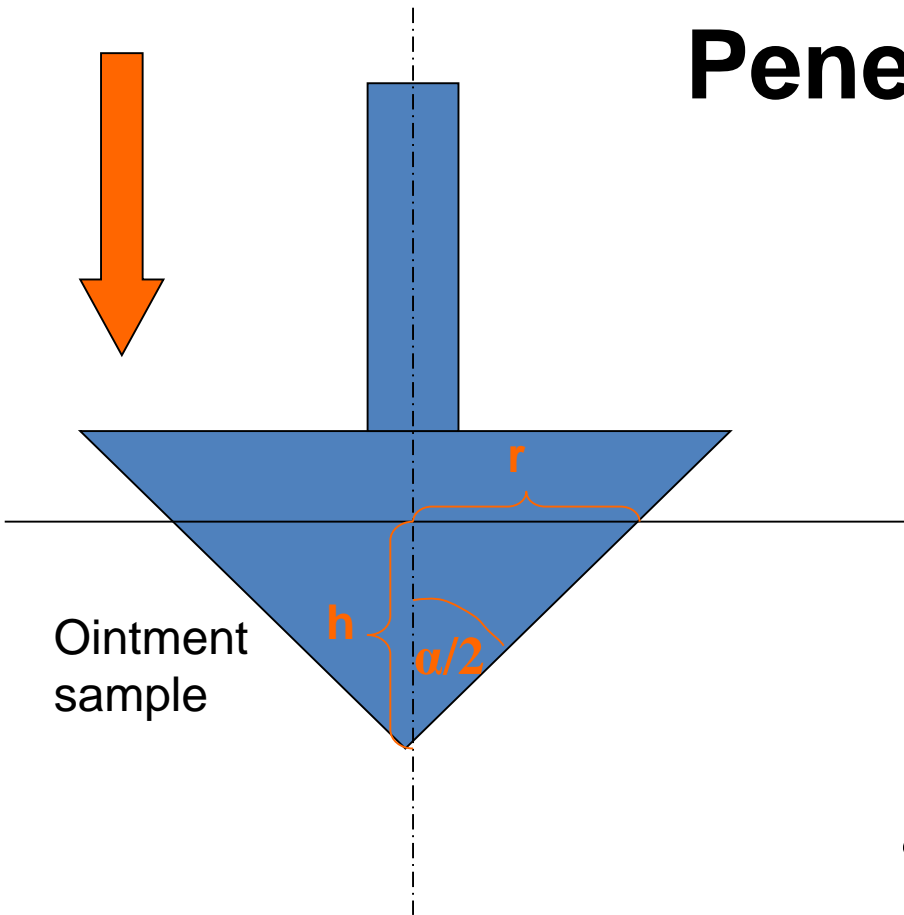 Pene
r
h
α/2
Ointment
sample